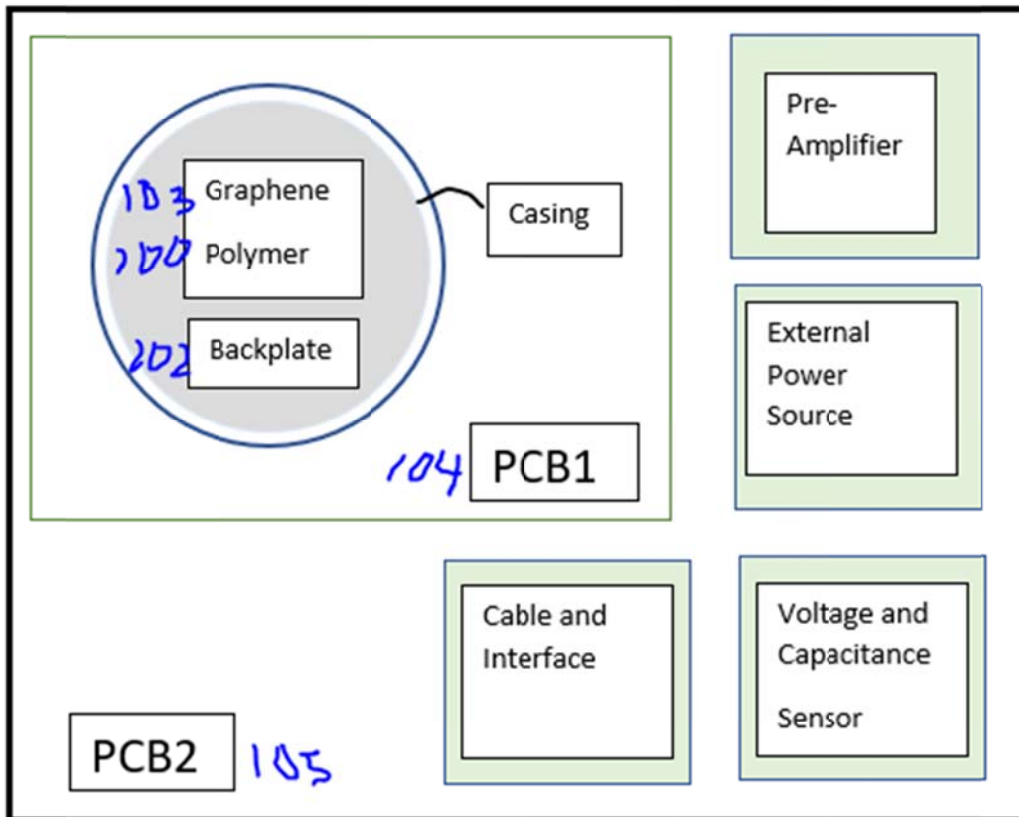 Pre-
Amplifier
103 Graphene
200 Polymer
Casing
202 Backplate
External
Power
Source
104 PCB1
Cable and
Interface
Voltage and
Capacitance
Sensor
PCB2 105